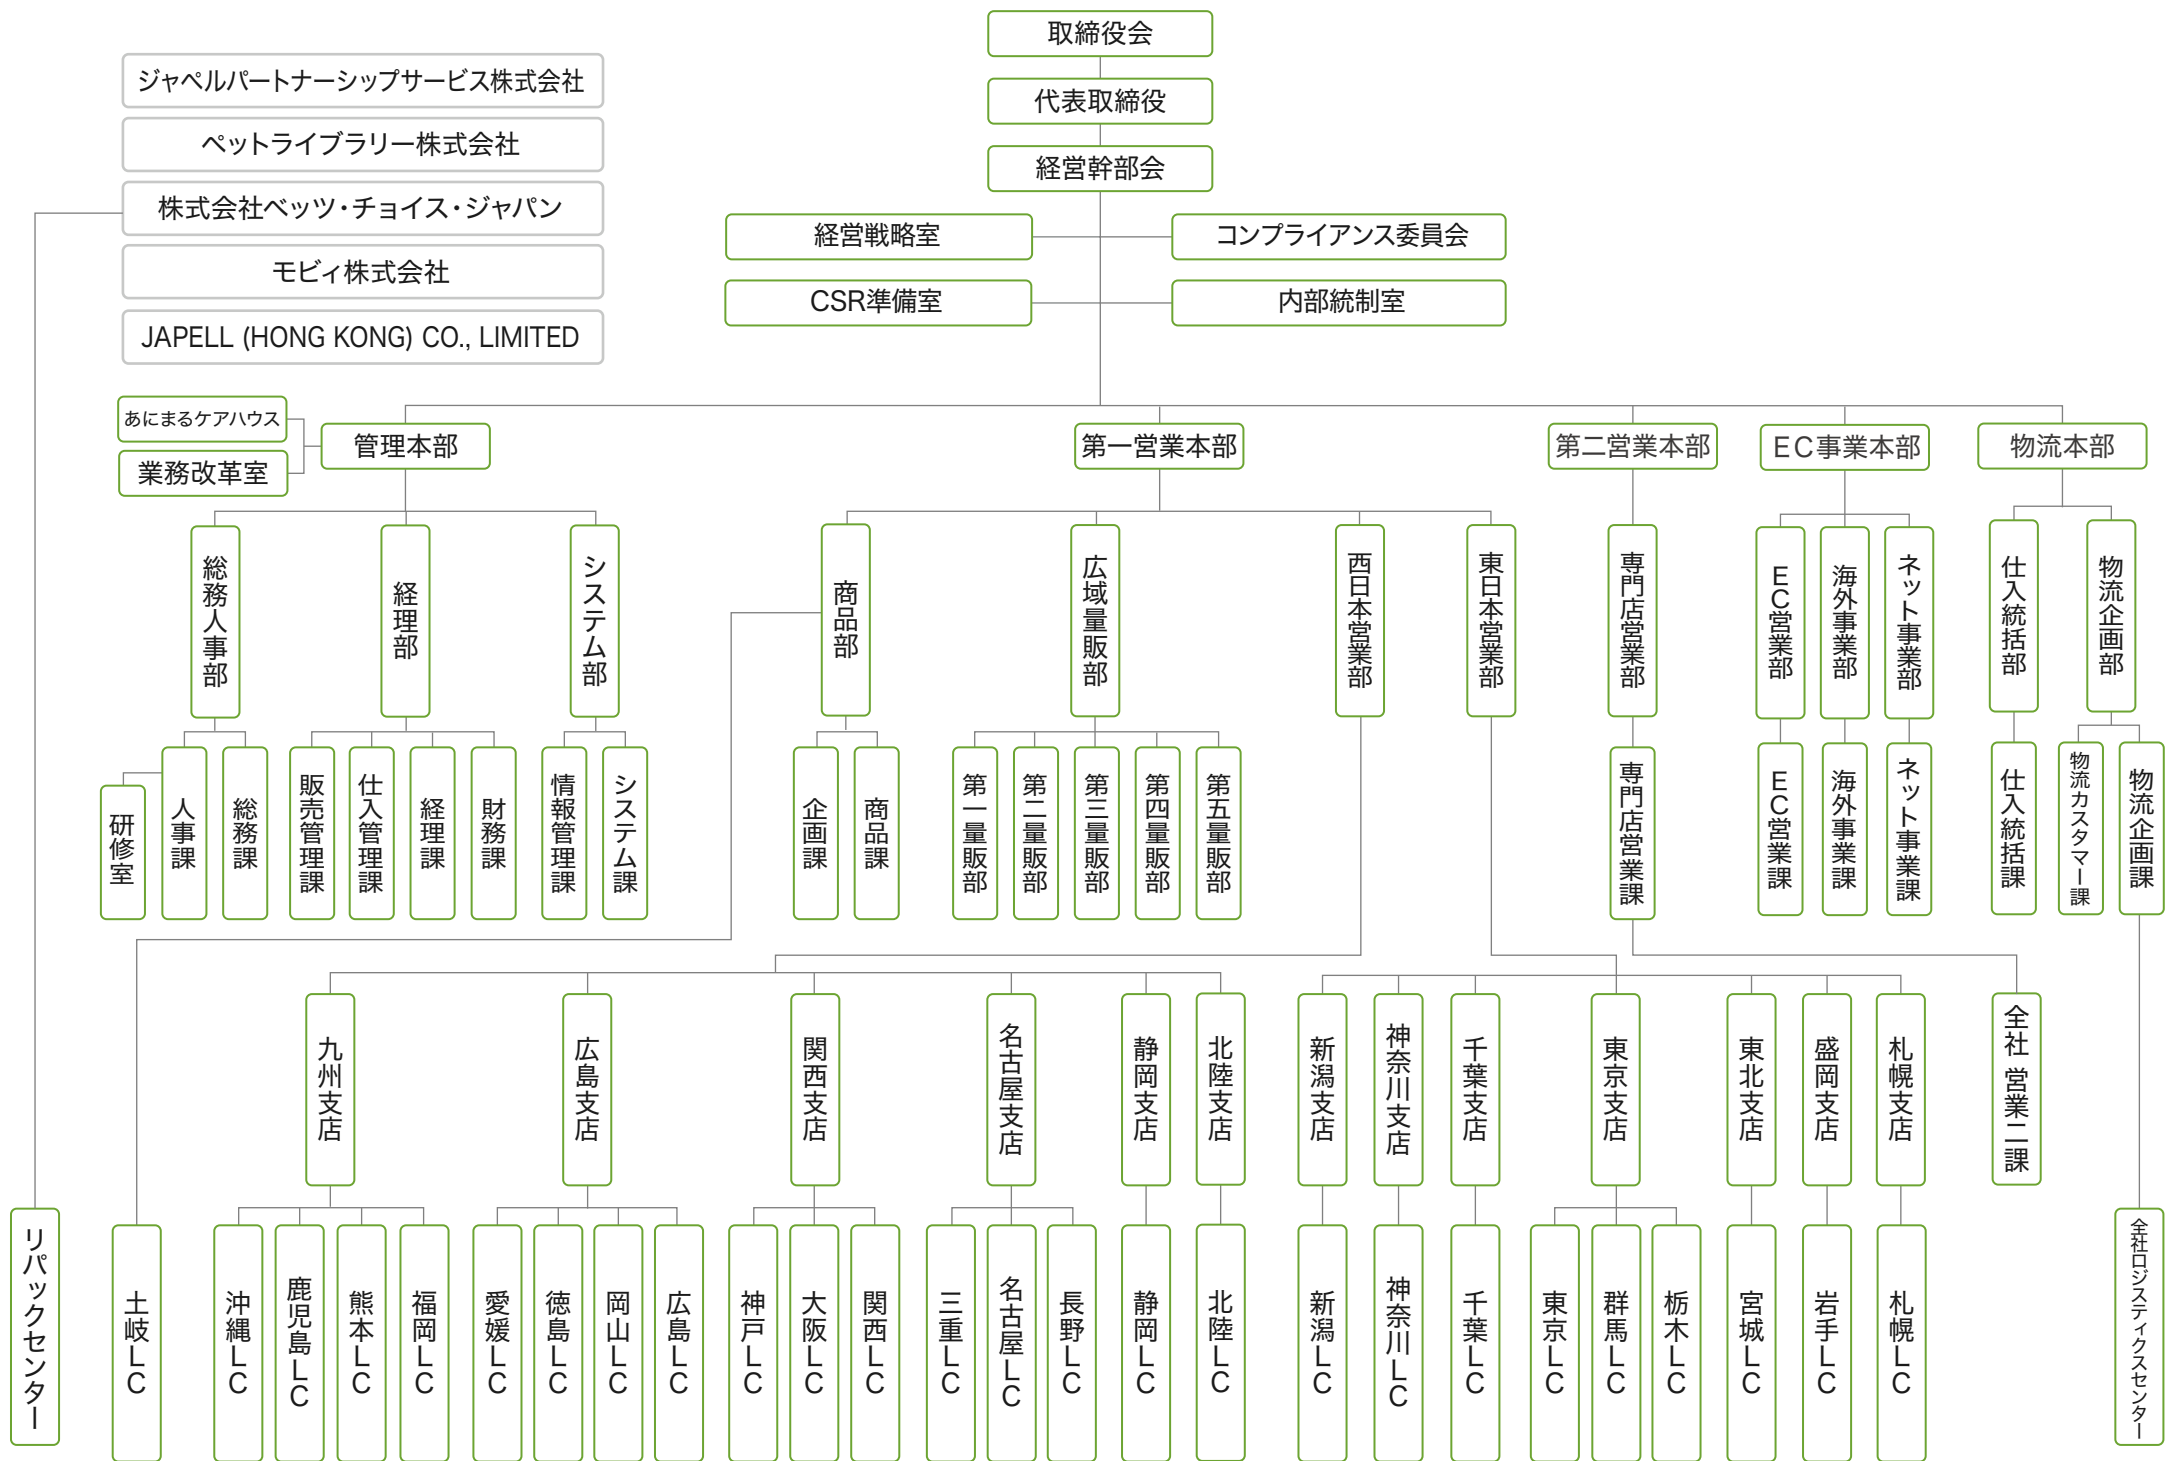 取締役会
代表取締役
経営幹部会
経営戦略室
コンプライアンス委員会
CSR準備室
内部統制室
ジャペルパートナーシップサービス株式会社
ペットライブラリー株式会社
株式会社ベッツ・チョイス・ジャパン
モビィ株式会社
JAPELL (HONG KONG) CO., LIMITED
あにまるケアハウス
業務改革室
管理本部
第一営業本部
第二営業本部
EC事業本部
物流本部
総務人事部
経理部
システム部
商品部
広域量販部
西日本営業部
東日本営業部
専門店営業部
EC営業部
海外事業部
ネット事業部
仕入統括部
物流企画部
研修室
人事課
総務課
販売管理課
仕入管理課
経理課
財務課
情報管理課
システム課
企画課
商品課
第一量販部
第二量販部
第三量販部
第四量販部
第五量販部
専門店営業課
EC営業課
海外事業課
ネット事業課
仕入統括課
物流カスタマー課
物流企画課
九州支店
広島支店
関西支店
名古屋支店
静岡支店
北陸支店
新潟支店
神奈川支店
千葉支店
東京支店
東北支店
盛岡支店
札幌支店
全社 営業二課
リパックセンター
土岐LC
沖縄LC
鹿児島LC
熊本LC
福岡LC
愛媛LC
徳島LC
岡山LC
広島LC
神戸LC
大阪LC
関西LC
三重LC
名古屋LC
長野LC
静岡LC
北陸LC
新潟LC
神奈川LC
千葉LC
東京LC
群馬LC
栃木LC
宮城LC
岩手LC
札幌LC
全社ロジスティクスセンター